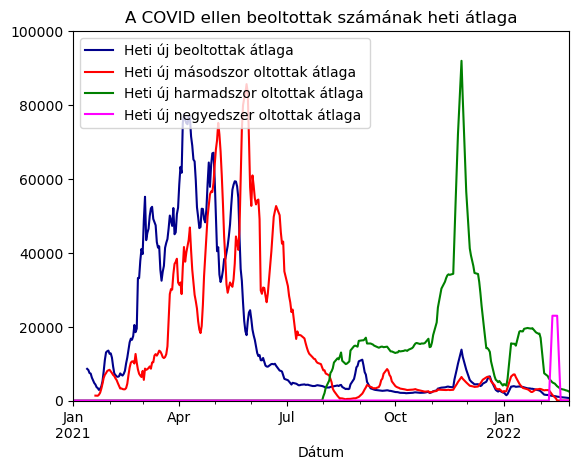 A COVID ellen beoltottak számának heti átlaga
Heti új beoltottak átlaga
Heti új másodszor oltottak átlaga
Heti új harmadszor oltottak átlaga
Heti új negyedszer oltottak átlaga
100000
80000
60000
40000
20000
0
Jan Apr Jul Oct Jan
2021 2022
Dátum